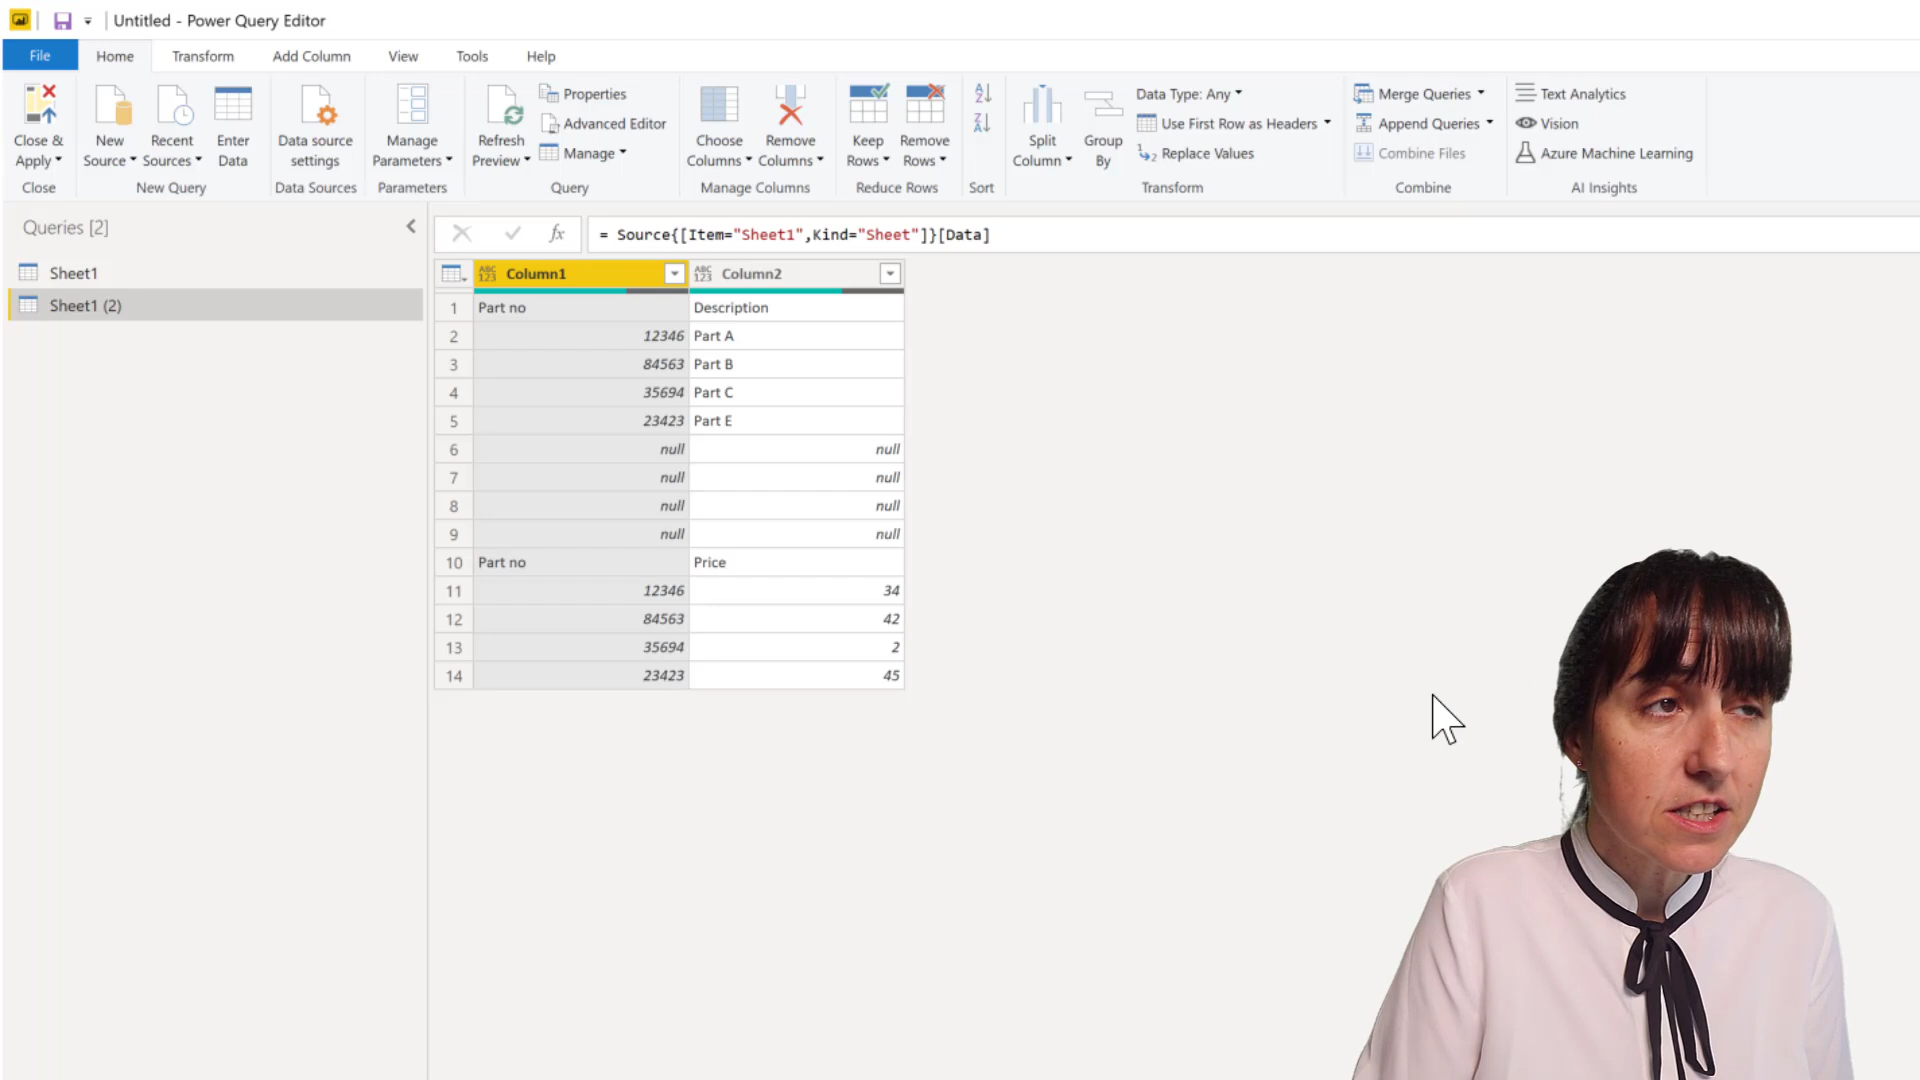 Untitled - Power Query Editor
File Home Transform Add Column View Tools Help
Close & Apply
New Source
Recent Sources
Enter Data
Data source settings
Manage Parameters
Refresh Preview
Properties
Advanced Editor
Manage
Choose Columns
Remove Columns
Keep Rows
Remove Rows
Split Column
Group By
Data Type: Any
Use First Row as Headers
Replace Values
Merge Queries
Append Queries
Combine Files
Text Analytics
Vision
Azure Machine Learning
Close New Query Data Sources Parameters Query Manage Columns Reduce Rows Sort Transform Combine AI Insights
Queries [2]
Sheet1
Sheet1 (2)
fx = Source{[Item="Sheet1",Kind="Sheet"]}[Data]
ABC 123 Column1 ABC 123 Column2
1 Part no Description
2 12346 Part A
3 84563 Part B
4 35694 Part C
5 23423 Part E
6 null null
7 null null
8 null null
9 null null
10 Part no Price
11 12346 34
12 84563 42
13 35694 2
14 23423 45